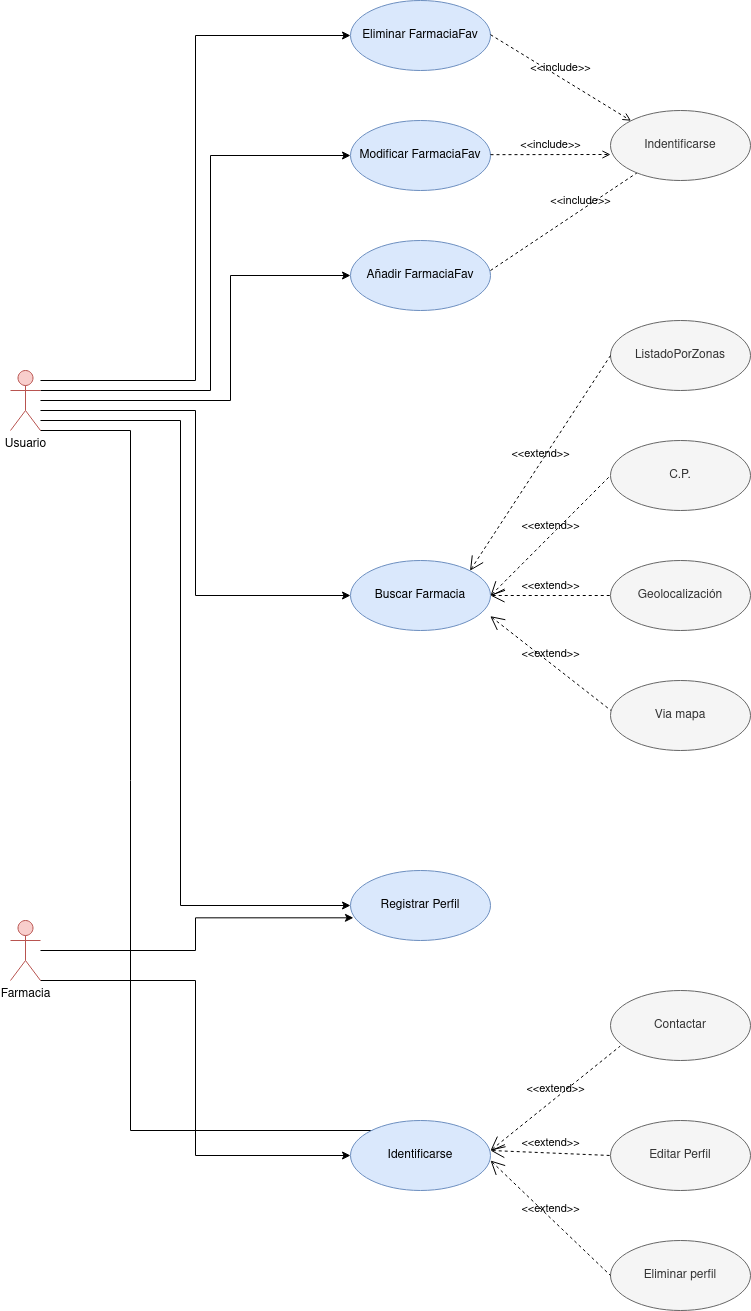 Eliminar FarmaciaFav
<<include>>
Modificar FarmaciaFav
<<include>>
Indentificarse
<<include>>
Añadir FarmaciaFav
ListadoPorZonas
Usuario
<<extend>>
C.P.
<<extend>>
Buscar Farmacia
<<extend>>
Geolocalización
<<extend>>
Via mapa
Registrar Perfil
Farmacia
Contactar
<<extend>>
Identificarse
<<extend>>
Editar Perfil
<<extend>>
Eliminar perfil